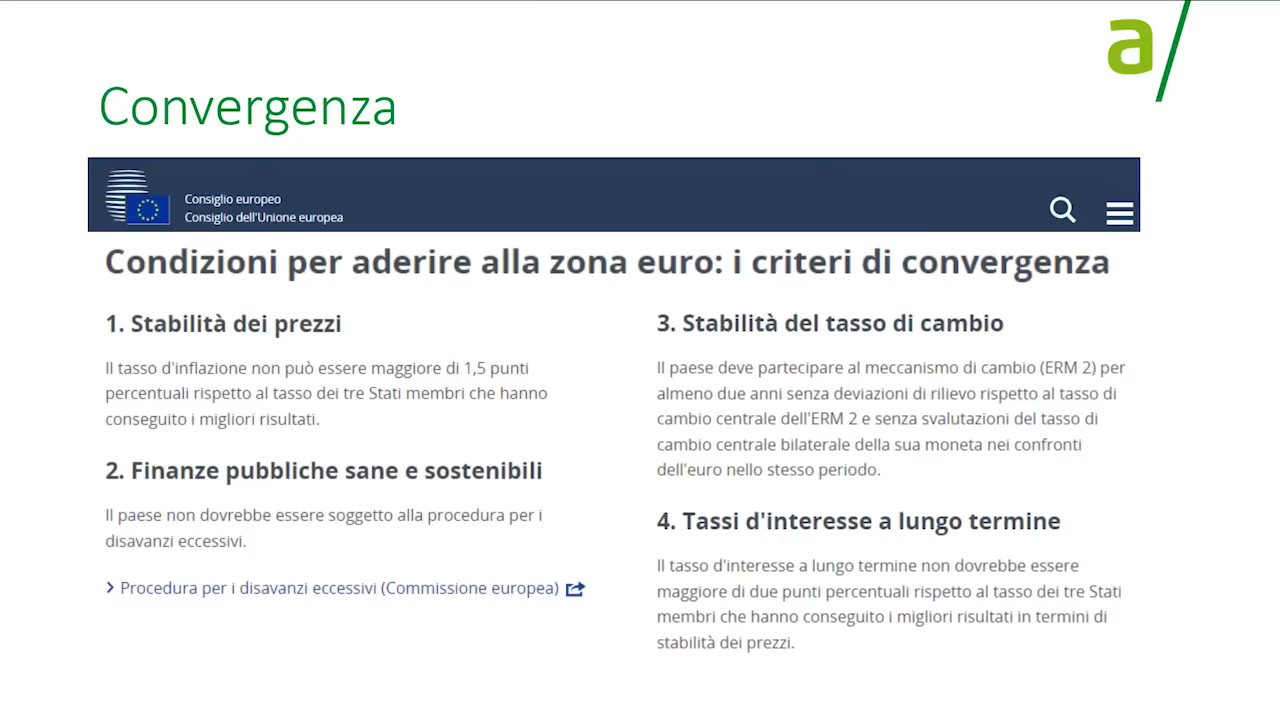 a/
Convergenza
Consiglio europeo
Consiglio dell'Unione europea
Condizioni per aderire alla zona euro: i criteri di convergenza
1. Stabilità dei prezzi
Il tasso d'inflazione non può essere maggiore di 1,5 punti
percentuali rispetto al tasso dei tre Stati membri che hanno
conseguito i migliori risultati.
2. Finanze pubbliche sane e sostenibili
Il paese non dovrebbe essere soggetto alla procedura per i
disavanzi eccessivi.
Procedura per i disavanzi eccessivi (Commissione europea)
3. Stabilità del tasso di cambio
Il paese deve partecipare al meccanismo di cambio (ERM 2) per
almeno due anni senza deviazioni di rilievo rispetto al tasso di
cambio centrale dell'ERM 2 e senza svalutazioni del tasso di
cambio centrale bilaterale della sua moneta nei confronti
dell'euro nello stesso periodo.
4. Tassi d'interesse a lungo termine
Il tasso d'interesse a lungo termine non dovrebbe essere
maggiore di due punti percentuali rispetto al tasso dei tre Stati
membri che hanno conseguito i migliori risultati in termini di
stabilità dei prezzi.